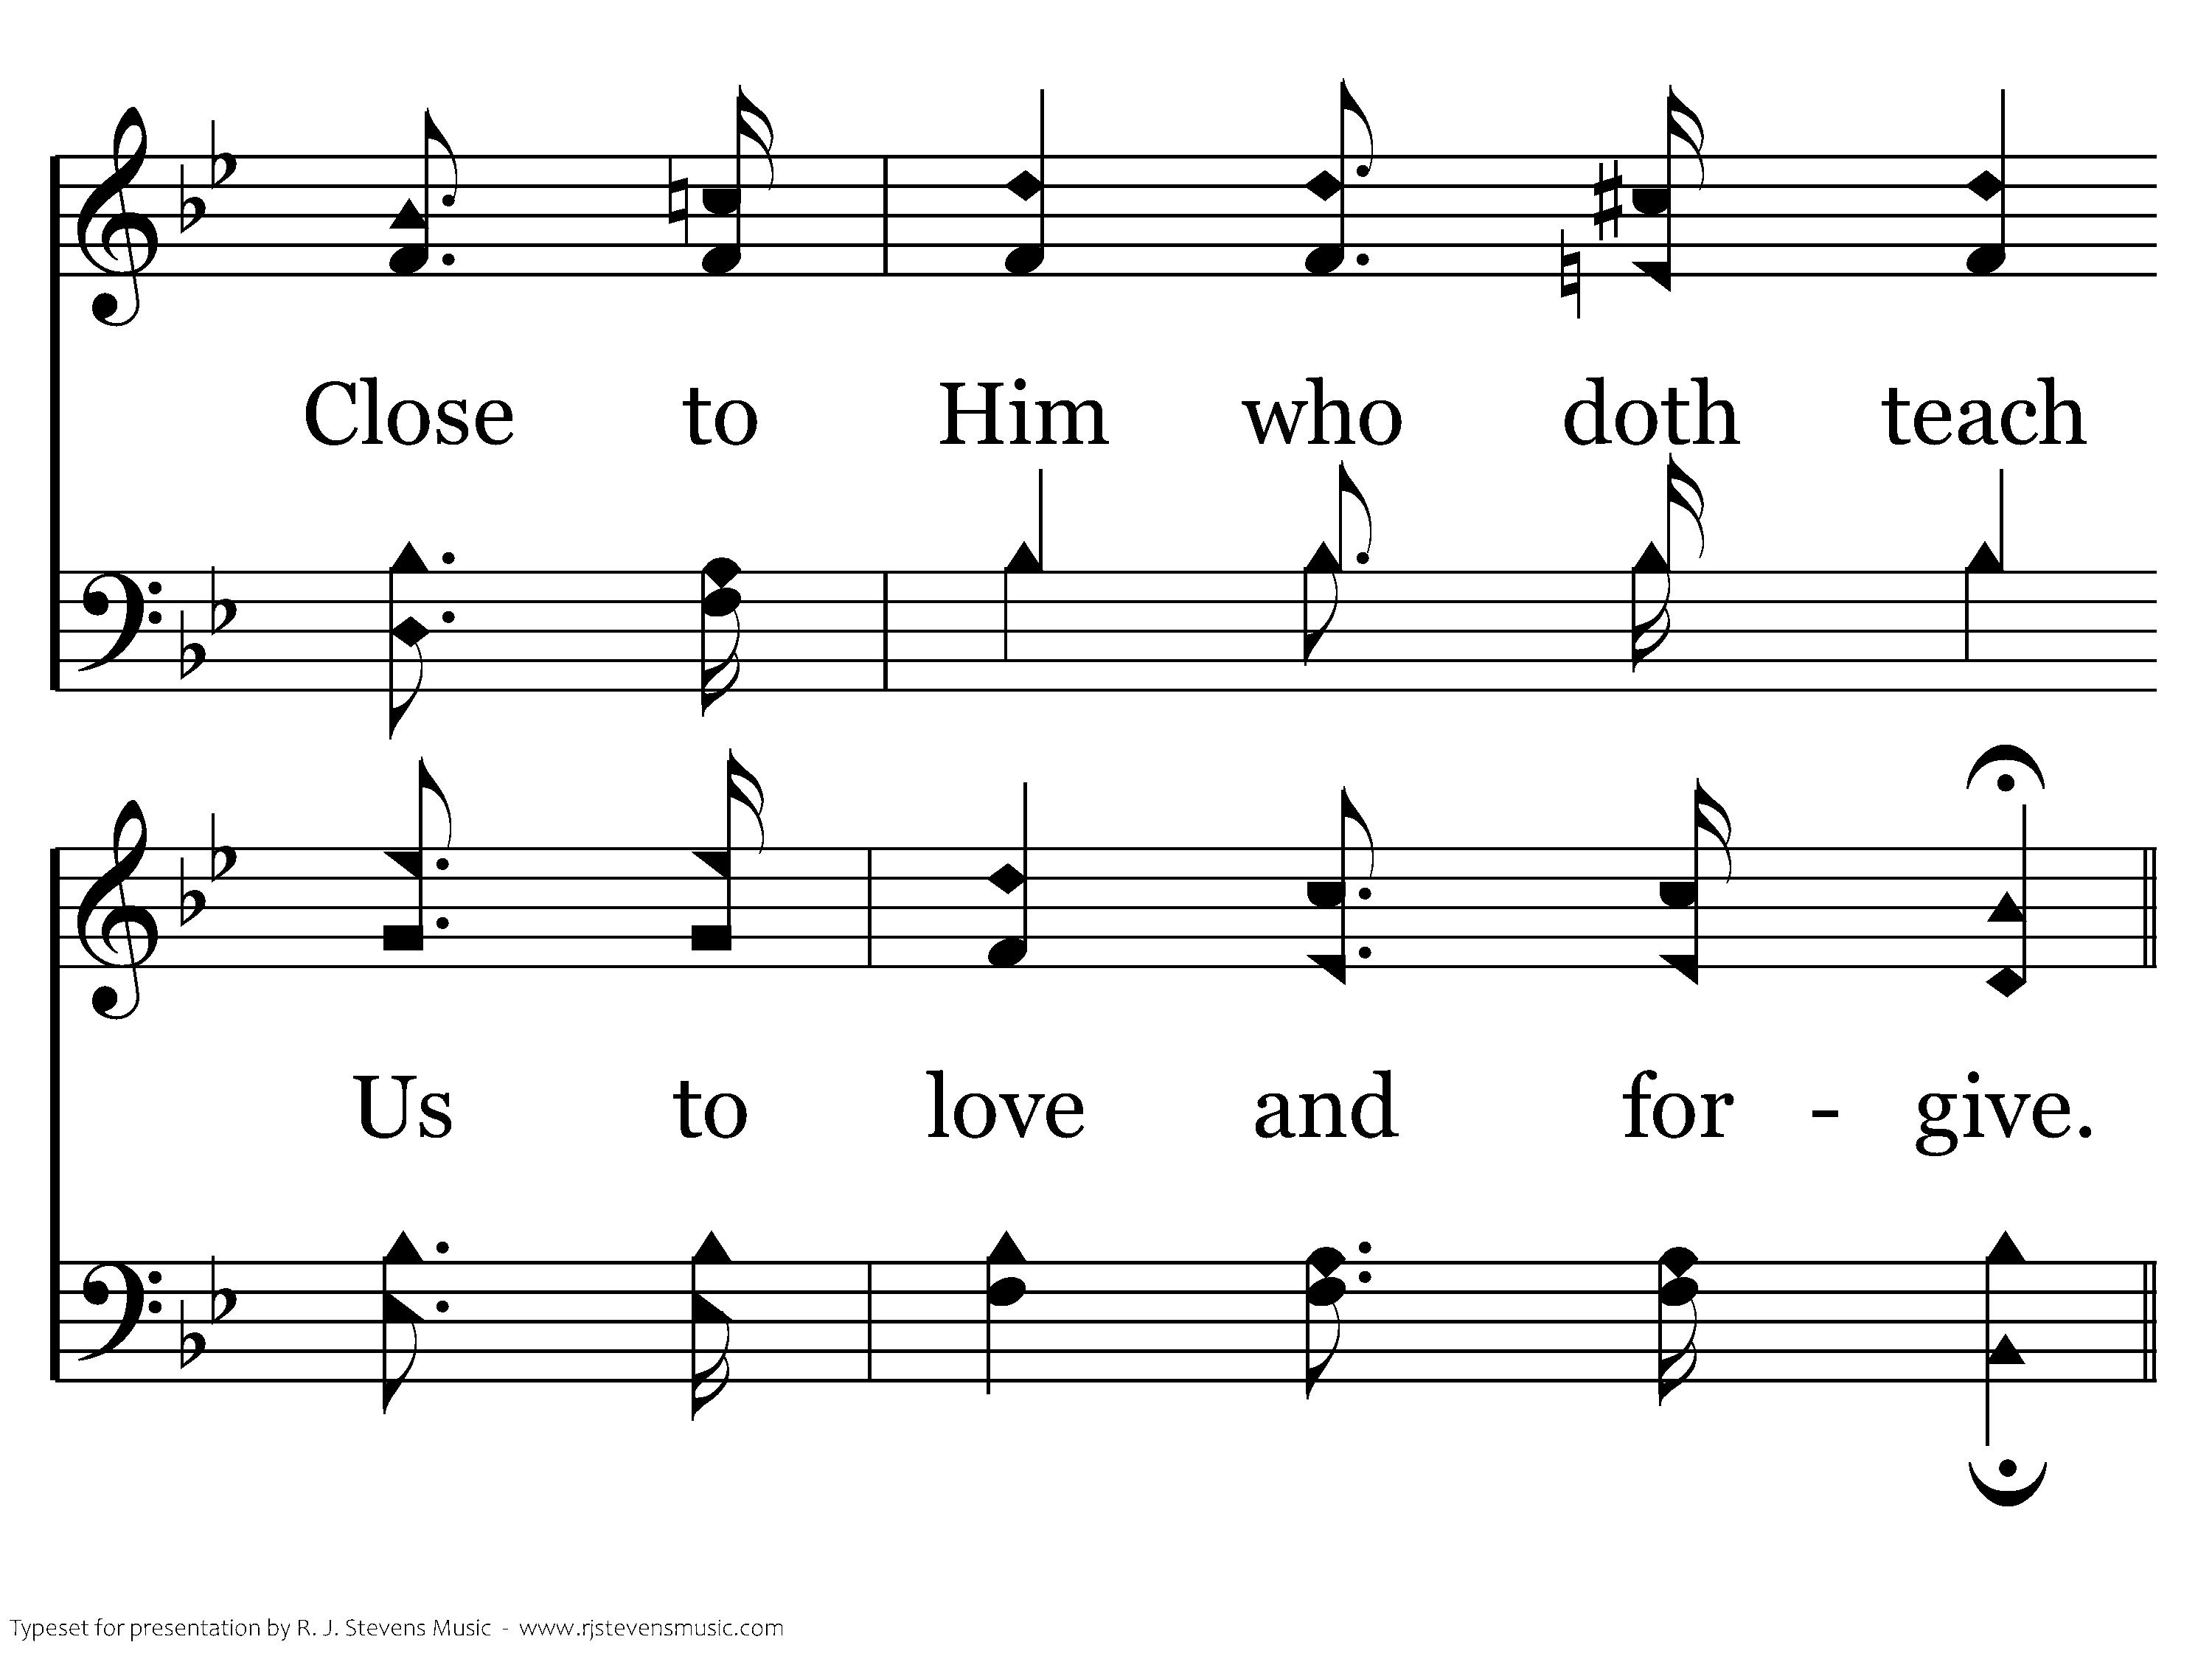 Close to Him who doth teach
Us to love and for - give.
Typeset for presentation by R. J. Stevens Music - www.rjstevensmusic.com